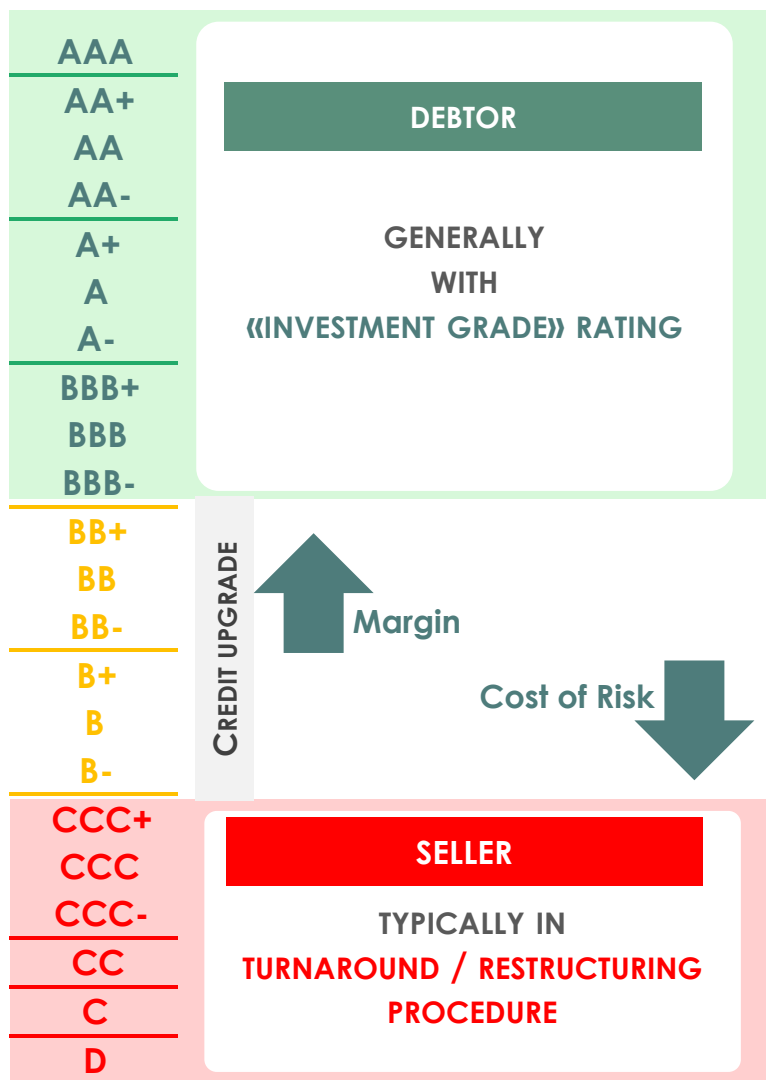 AAA
AA+
AA
AA-
A+
A
A-
BBB+
BBB
BBB-
BB+
BB
BB-
B+
B
B-
CCC+
CCC
CCC-
CC
C
D
DEBTOR
GENERALLY
WITH
«INVESTMENT GRADE» RATING
CREDIT UPGRADE
Margin
Cost of Risk
SELLER
TYPICALLY IN
TURNAROUND / RESTRUCTURING
PROCEDURE